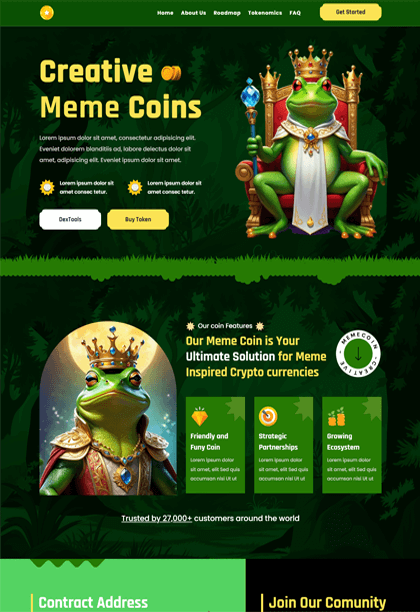 Home About Us Roadmap Tokenomics FAQ
Get Started
Creative
Meme Coins
Lorem ipsum dolor sit amet, consectetur adipisicing elit.
Eveniet dolorem blanditiis ad, labore delectus dolor sit
amet, adipisicing elit. Eveniet dolor sit amet.
Lorem ipsum dolor sit
amet consec tetur.
Lorem ipsum dolor sit
amet consec tetur.
DexTools
Buy Token
Our coin Features
Our Meme Coin is Your
Ultimate Solution for Meme
Inspired Crypto currencies
MEMECOIN
CREATIVE
Friendly and
Funy Coin
Lorem ipsum dolor
sit amet, elit Sed quis
accumsan nisi Ut ut
Strategic
Partnerships
Lorem ipsum dolor
sit amet, elit Sed quis
accumsan nisi Ut ut
Growing
Ecosystem
Lorem ipsum dolor
sit amet, elit Sed quis
accumsan nisi Ut ut
Trusted by 27,000+ customers around the world
Contract Address
Join Our Comunity